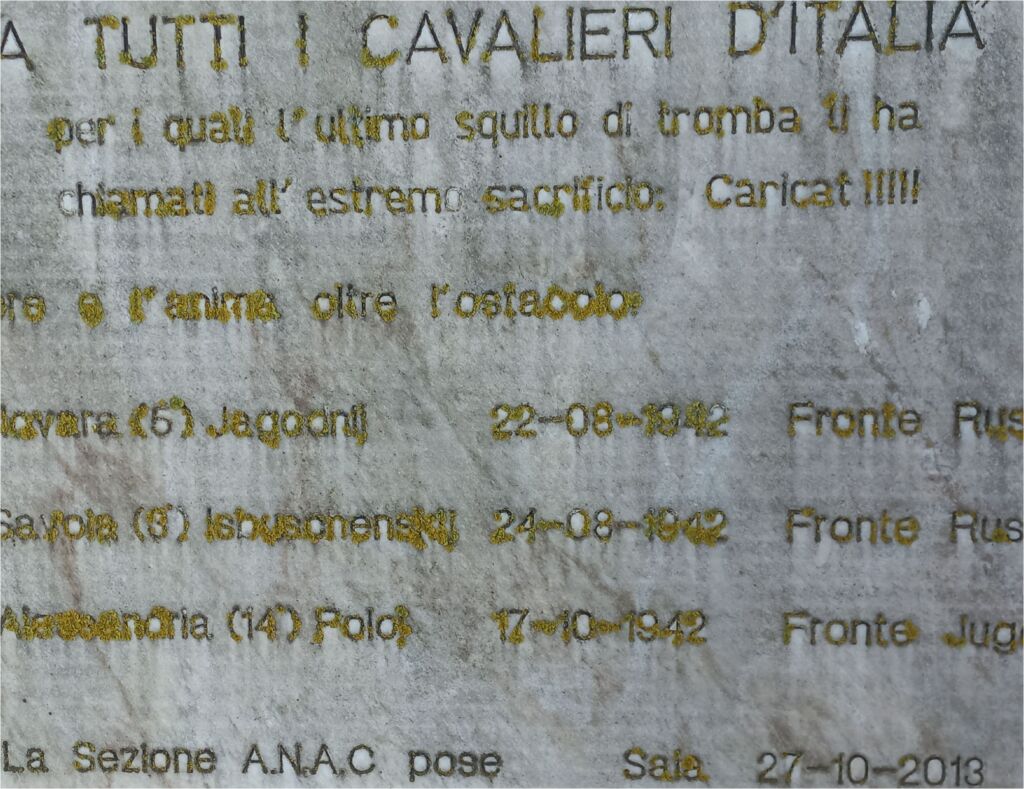 A TUTTI I CAVALIERI D'ITALIA"
per i quali l'ultimo squillo di tromba li ha
chiamati all'estremo sacrificio: Caricat!!!!!
re e l'anima oltre l'ostacolo:
Novara (5°) Jagodnij 22-08-1942 Fronte Rus
Savoia (3°) Isbuschenskij 24-08-1942 Fronte Rus
Alessandria (14°) Poloj 17-10-1942 Fronte Jug
La Sezione A.N.A.C. pose Sala 27-10-2013